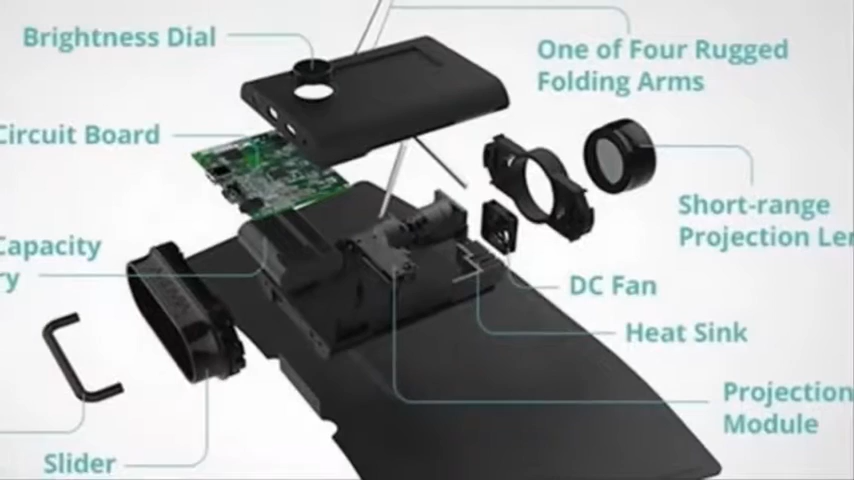 Brightness Dial
One of Four Rugged
Folding Arms
Circuit Board
Short-range
Projection
Capacity
DC Fan
Heat Sink
Projection
Module
Slider